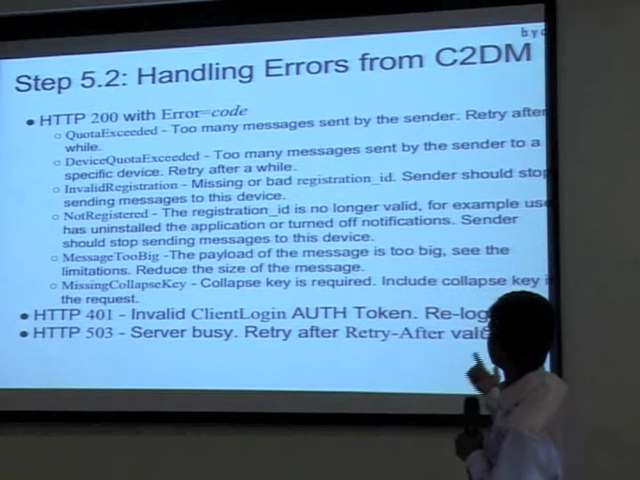 Step 5.2: Handling Errors from C2DM
● HTTP 200 with Error=code
○ QuotaExceeded - Too many messages sent by the sender. Retry after
while.
○ DeviceQuotaExceeded - Too many messages sent by the sender to a
specific device. Retry after a while.
○ InvalidRegistration - Missing or bad registration_id. Sender should stop
sending messages to this device.
○ NotRegistered - The registration_id is no longer valid, for example
has uninstalled the application or turned off notifications. Sender
should stop sending messages to this device.
○ MessageTooBig -The payload of the message is too big, see the
limitations. Reduce the size of the message.
○ MissingCollapseKey - Collapse key is required. Include collapse key
the request.
● HTTP 401 - Invalid ClientLogin AUTH Token.
● HTTP 503 - Server busy. Retry after Retry-After